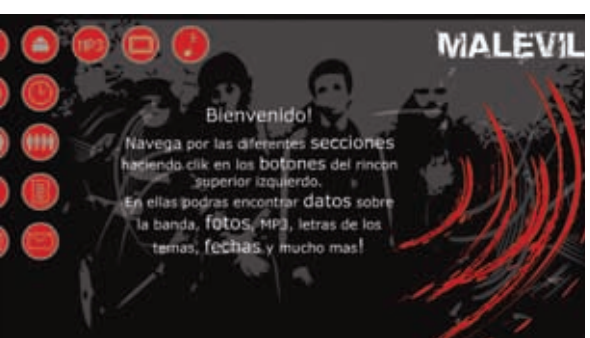 MP3
MALEVIL
Bienvenido!
Navega por las diferentes secciones
haciendo clik en los botones del rincon
superior izquierdo.
En ellas podras encontrar datos sobre
la banda, fotos, MP3, letras de los
temas, fechas y mucho mas!